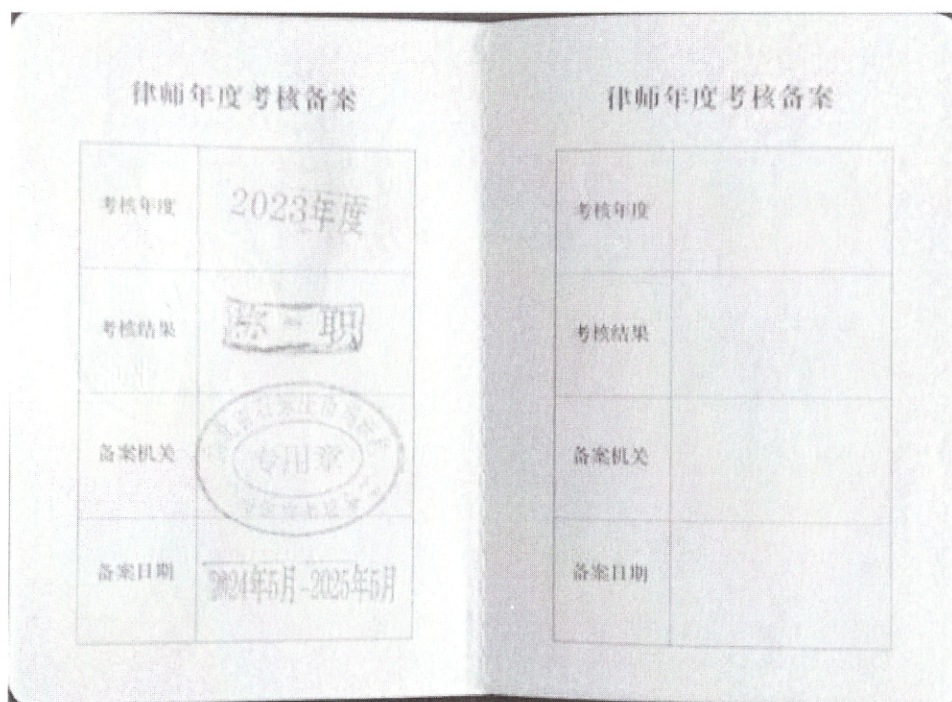 律师年度考核备案
考核年度
2023年度
考核结果
称 职
备案机关
专用章
备案日期
2024年5月-2025年5月
律师年度考核备案
考核年度
考核结果
备案机关
备案日期